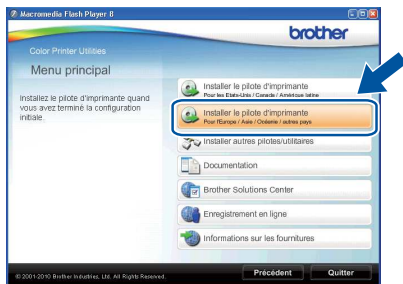 Macromedia Flash Player 8
brother
Color Printer Utilities
Menu principal
Installez le pilote d'imprimante quand
vous avez terminé la configuration
initiale.
Installer le pilote d'imprimante
Pour les Etats-Unis / Canada / Amérique latine
Installer le pilote d'imprimante
Pour l'Europe / Asie / Océanie / autres pays
Installer autres pilotes/utilitaires
Documentation
Brother Solutions Center
Enregistrement en ligne
Informations sur les fournitures
© 2001-2010 Brother Industries, Ltd. All Rights Reserved.
Précédent
Quitter